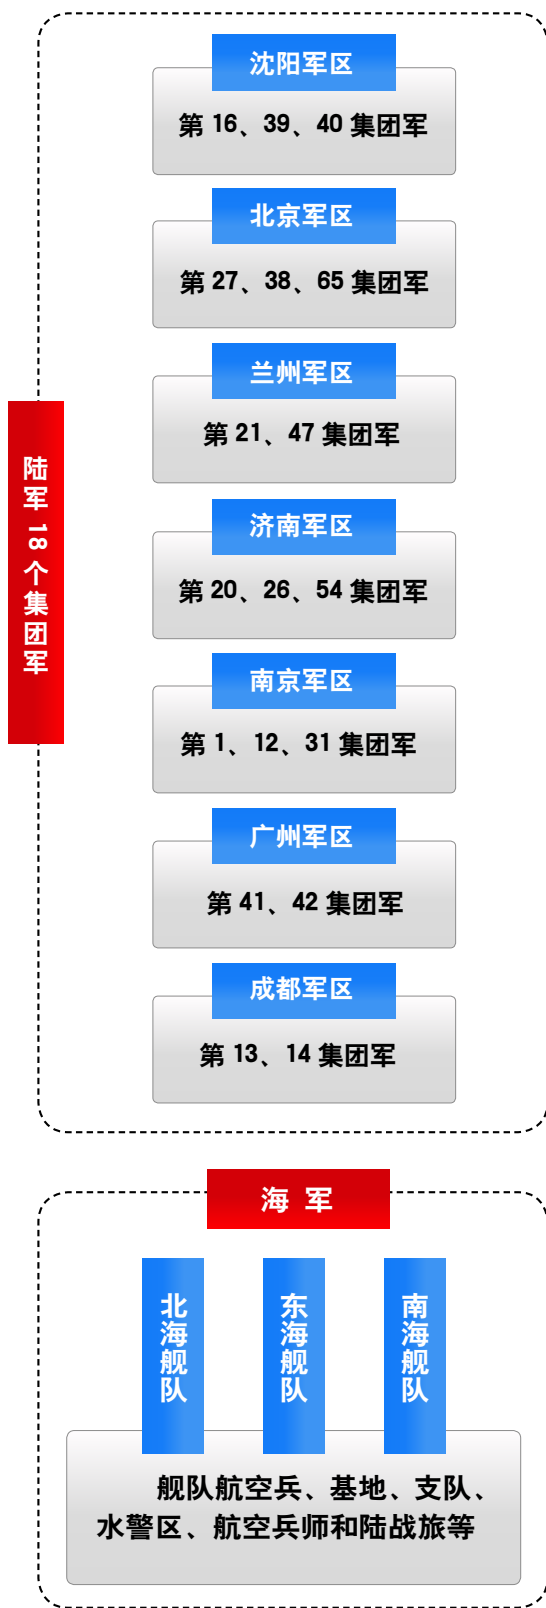 陆军 18 个集团军
沈阳军区
第 16、39、40 集团军
北京军区
第 27、38、65 集团军
兰州军区
第 21、47 集团军
济南军区
第 20、26、54 集团军
南京军区
第 1、12、31 集团军
广州军区
第 41、42 集团军
成都军区
第 13、14 集团军
海 军
北海舰队
东海舰队
南海舰队
舰队航空兵、基地、支队、
水警区、航空兵师和陆战旅等